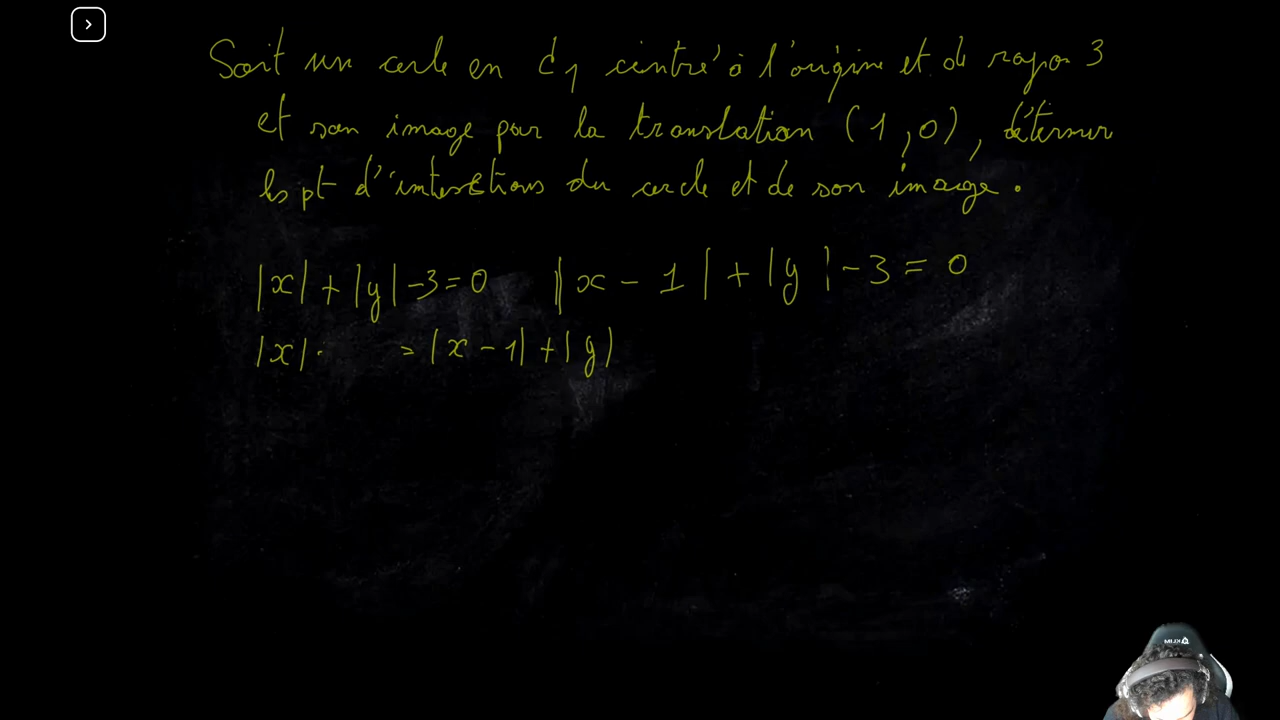 Soit un cercle en d1 centré à l'origine et de rayon 3
et son image par la translation (1,0), déterminer
les pt d'intersections du cercle et de son image.
|x| + |y| - 3 = 0 |x - 1| + |y| - 3 = 0
|x| . = |x - 1| + |y|